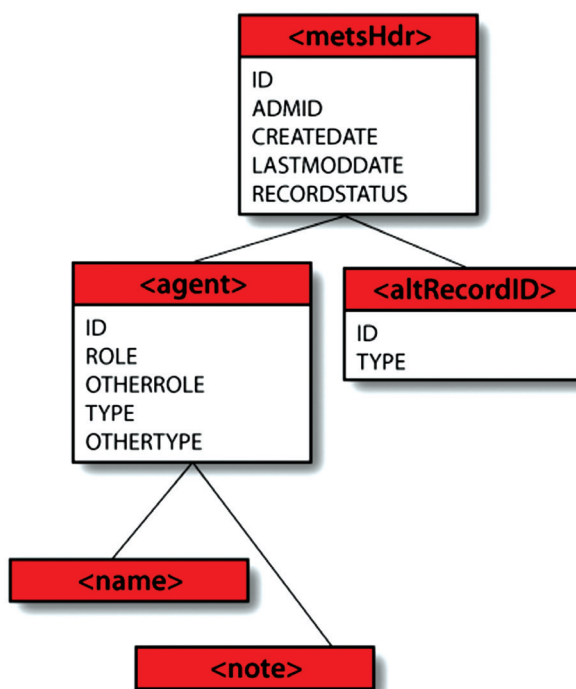 <metsHdr>
ID
ADMID
CREATEDATE
LASTMODDATE
RECORDSTATUS
<agent>
ID
ROLE
OTHERROLE
TYPE
OTHERTYPE
<altRecordID>
ID
TYPE
<name>
<note>